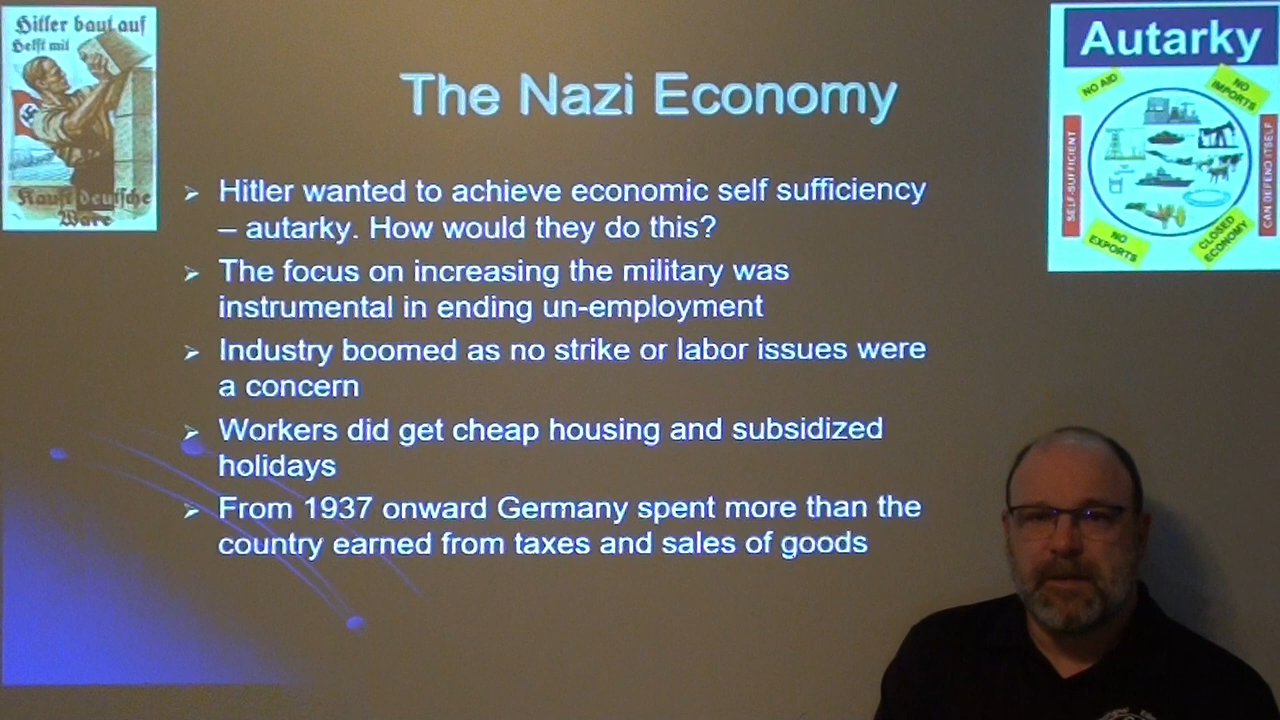 Hitler baut auf
Helft mit
Kauft deutsche
Ware
The Nazi Economy
Hitler wanted to achieve economic self sufficiency
– autarky. How would they do this?
The focus on increasing the military was
instrumental in ending un-employment
Industry boomed as no strike or labor issues were
a concern
Workers did get cheap housing and subsidized
holidays
From 1937 onward Germany spent more than the
country earned from taxes and sales of goods
Autarky
NO AID
NO
IMPORTS
SELF-SUFFICIENT
CAN DEFEND ITSELF
NO
EXPORTS
CLOSED
ECONOMY